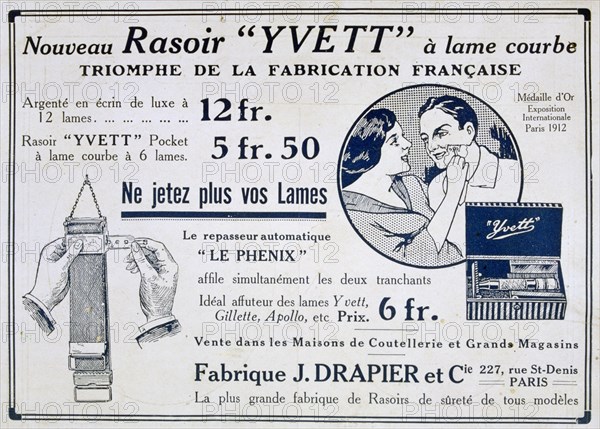 Nouveau Rasoir "YVETT" à lame courbe
TRIOMPHE DE LA FABRICATION FRANÇAISE
Argenté en écrin de luxe à
12 lames. ... ... ... ... ... 12 fr.
Rasoir "YVETT" Pocket
à lame courbe à 6 lames. 5 fr. 50
Médaille d'Or
Exposition
Internationale
Paris 1912
Ne jetez plus vos Lames
"Yvett"
Le repasseur automatique
"LE PHENIX"
affile simultanément les deux tranchants
Idéal affuteur des lames Yvett,
Gillette, Apollo, etc Prix. 6 fr.
Vente dans les Maisons de Coutellerie et Grands Magasins
Fabrique J. DRAPIER et Cie 227, rue St-Denis
PARIS
La plus grande fabrique de Rasoirs de sûreté de tous modèles
PHOTO12